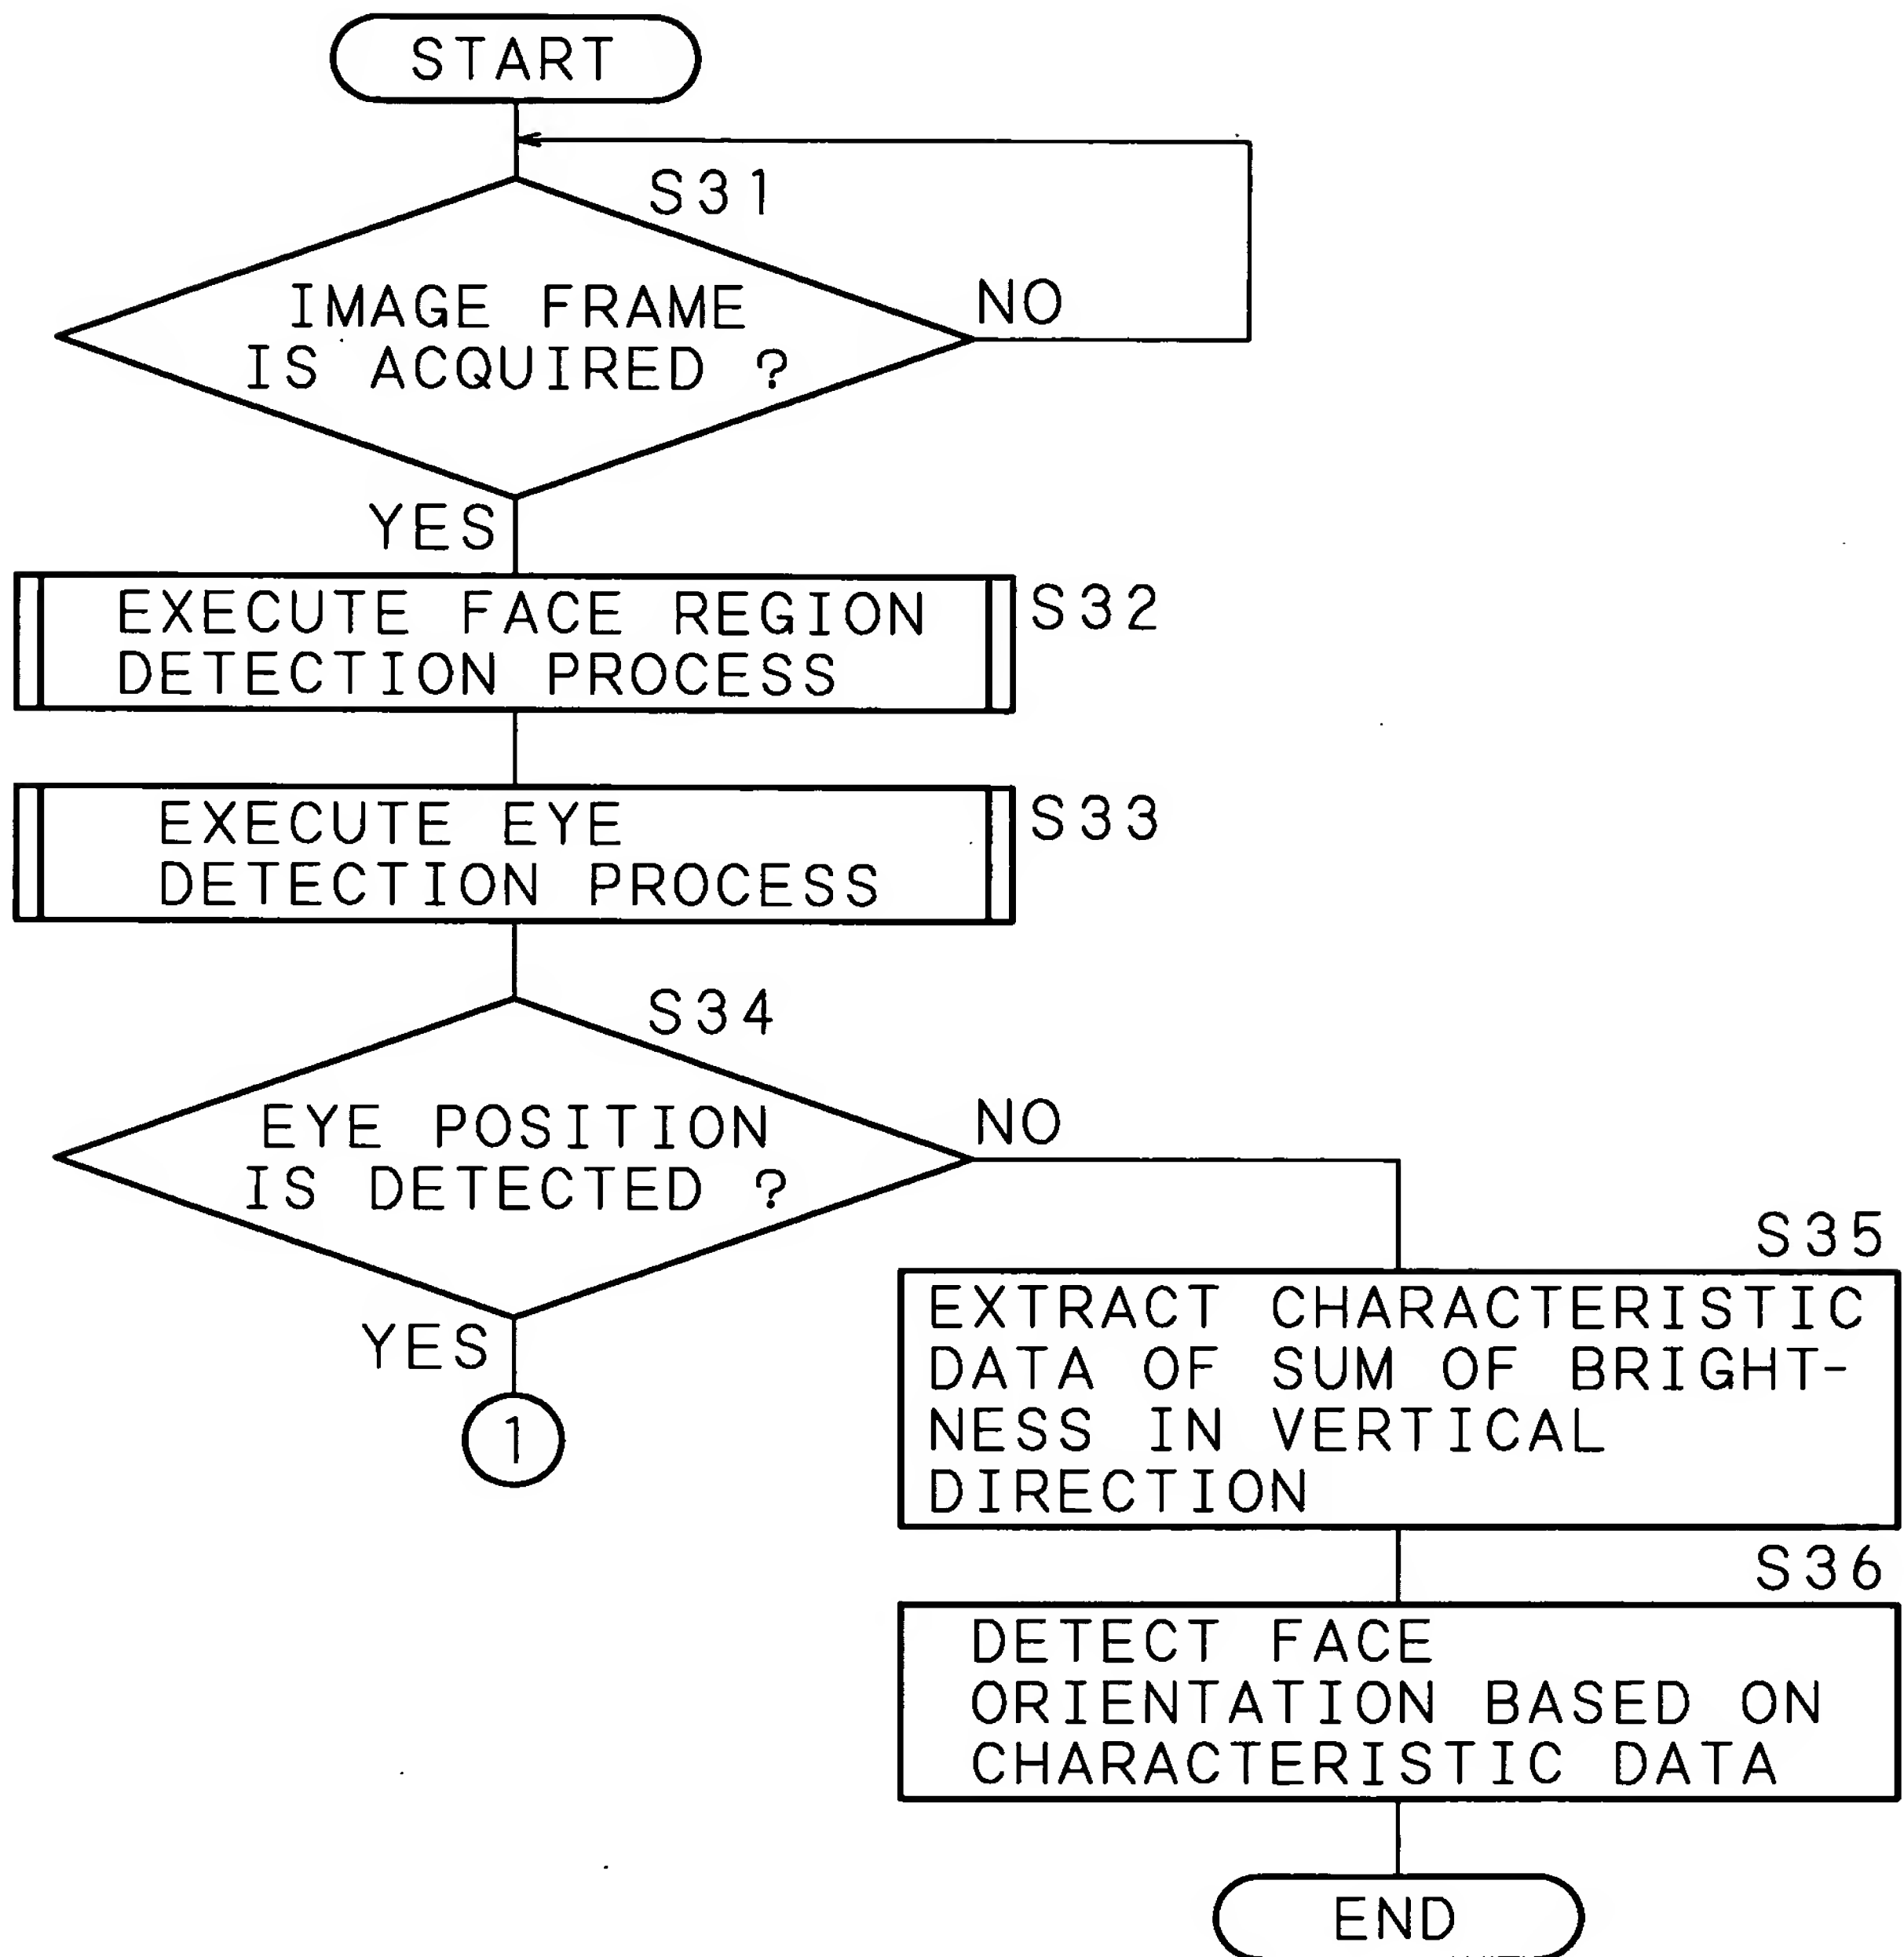 START
S31
IMAGE FRAME
IS ACQUIRED ?
NO
YES
EXECUTE FACE REGION
DETECTION PROCESS
S32
EXECUTE EYE
DETECTION PROCESS
S33
S34
EYE POSITION
IS DETECTED ?
NO
YES
1
S35
EXTRACT CHARACTERISTIC
DATA OF SUM OF BRIGHT-
NESS IN VERTICAL
DIRECTION
S36
DETECT FACE
ORIENTATION BASED ON
CHARACTERISTIC DATA
END